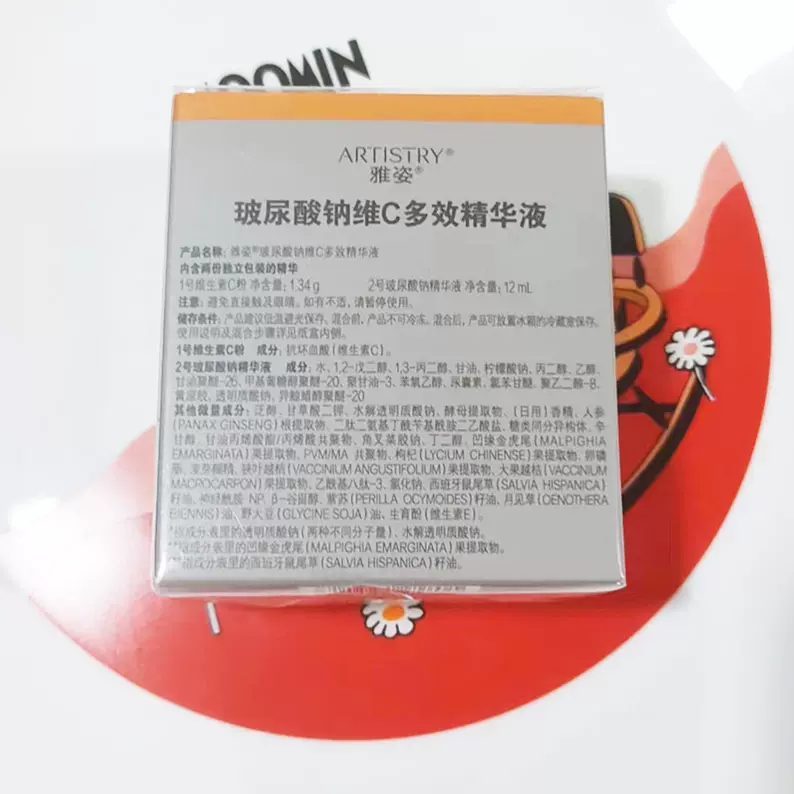 OOMIN
ARTISTRY®
雅姿®
玻尿酸钠维C多效精华液
产品名称：雅姿®玻尿酸钠维C多效精华液
内含两份独立包装的精华
1号维生素C粉 净含量：1.34 g 2号玻尿酸钠精华液 净含量：12 mL
注意：避免直接触及眼睛。如有不适，请暂停使用。
储存条件：产品建议低温避光保存。混合前，产品不可冷冻。混合后，产品可放置冰箱的冷藏室保存。
使用说明及混合步骤详见纸盒内侧。
1号维生素C粉 成分：抗坏血酸（维生素C）。
2号玻尿酸钠精华液 成分：水、1,2-戊二醇、1,3-丙二醇、甘油、柠檬酸钠、丙二醇、乙醇、
甘油聚醚-26、甲基葡糖醇聚醚-20、聚甘油-3、苯氧乙醇、尿囊素、氯苯甘醚、聚乙二醇-8、
黄原胶、透明质酸钠、异鲸蜡醇聚醚-20
其他微量成分：泛醇、甘草酸二钾、水解透明质酸钠、酵母提取物、（日用）香精、人参
（PANAX GINSENG）根提取物、二肽二氨基丁酰苄基酰胺二乙酸盐、糖类同分异构体、辛
甘醇、甘油丙烯酸酯/丙烯酸共聚物、角叉菜胶钠、丁二醇、凹缘金虎尾（MALPIGHIA
EMARGINATA）果提取物、PVM/MA 共聚物、枸杞（LYCIUM CHINENSE）果提取物、卵磷
脂、麦芽糊精、狭叶越桔（VACCINIUM ANGUSTIFOLIUM）果提取物、大果越桔（VACCINIUM
MACROCARPON）果提取物、乙酰基八肽-3、氯化钠、西班牙鼠尾草（SALVIA HISPANICA）
籽油、神经酰胺 NP、β-谷甾醇、紫苏（PERILLA OCYMOIDES）籽油、月见草（OENOTHERA
BIENNIS）油、野大豆（GLYCINE SOJA）油、生育酚（维生素E）。
*指成分表里的透明质酸钠（两种不同分子量）、水解透明质酸钠。
**指成分表里的凹缘金虎尾（MALPIGHIA EMARGINATA）果提取物。
***指成分表里的西班牙鼠尾草（SALVIA HISPANICA）籽油。